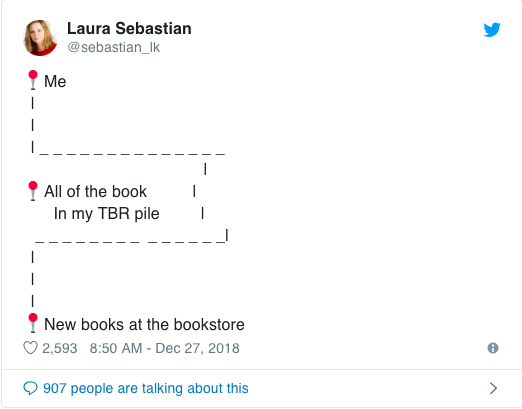 Laura Sebastian
@sebastian_lk
📍 Me
|
|
|_ _ _ _ _ _ _ _ _ _ _ _ _ _
|
📍 All of the book |
In my TBR pile |
_ _ _ _ _ _ _ _ _ _ _ _ _ _|
|
|
|
📍 New books at the bookstore
2,593 8:50 AM - Dec 27, 2018
907 people are talking about this